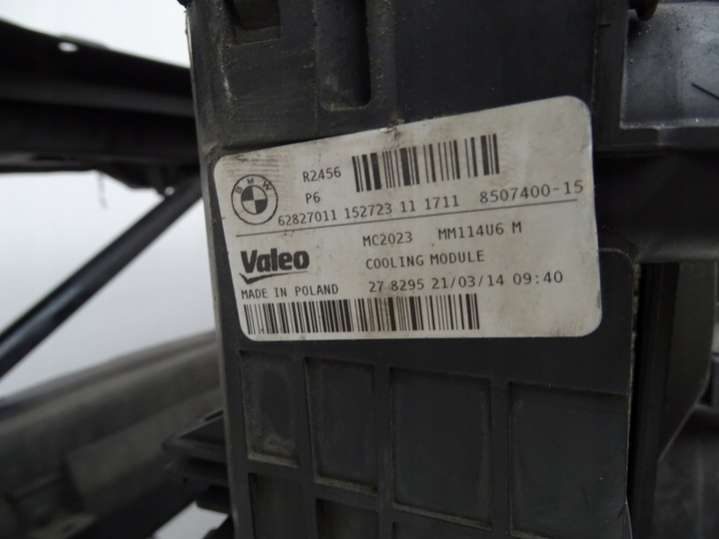 R2456
P6
BMW
62827011 152723 11 1711 8507400-15
MC2023 MM114U6 M
Valeo
COOLING MODULE
MADE IN POLAND
27 8295 21/03/14 09:40